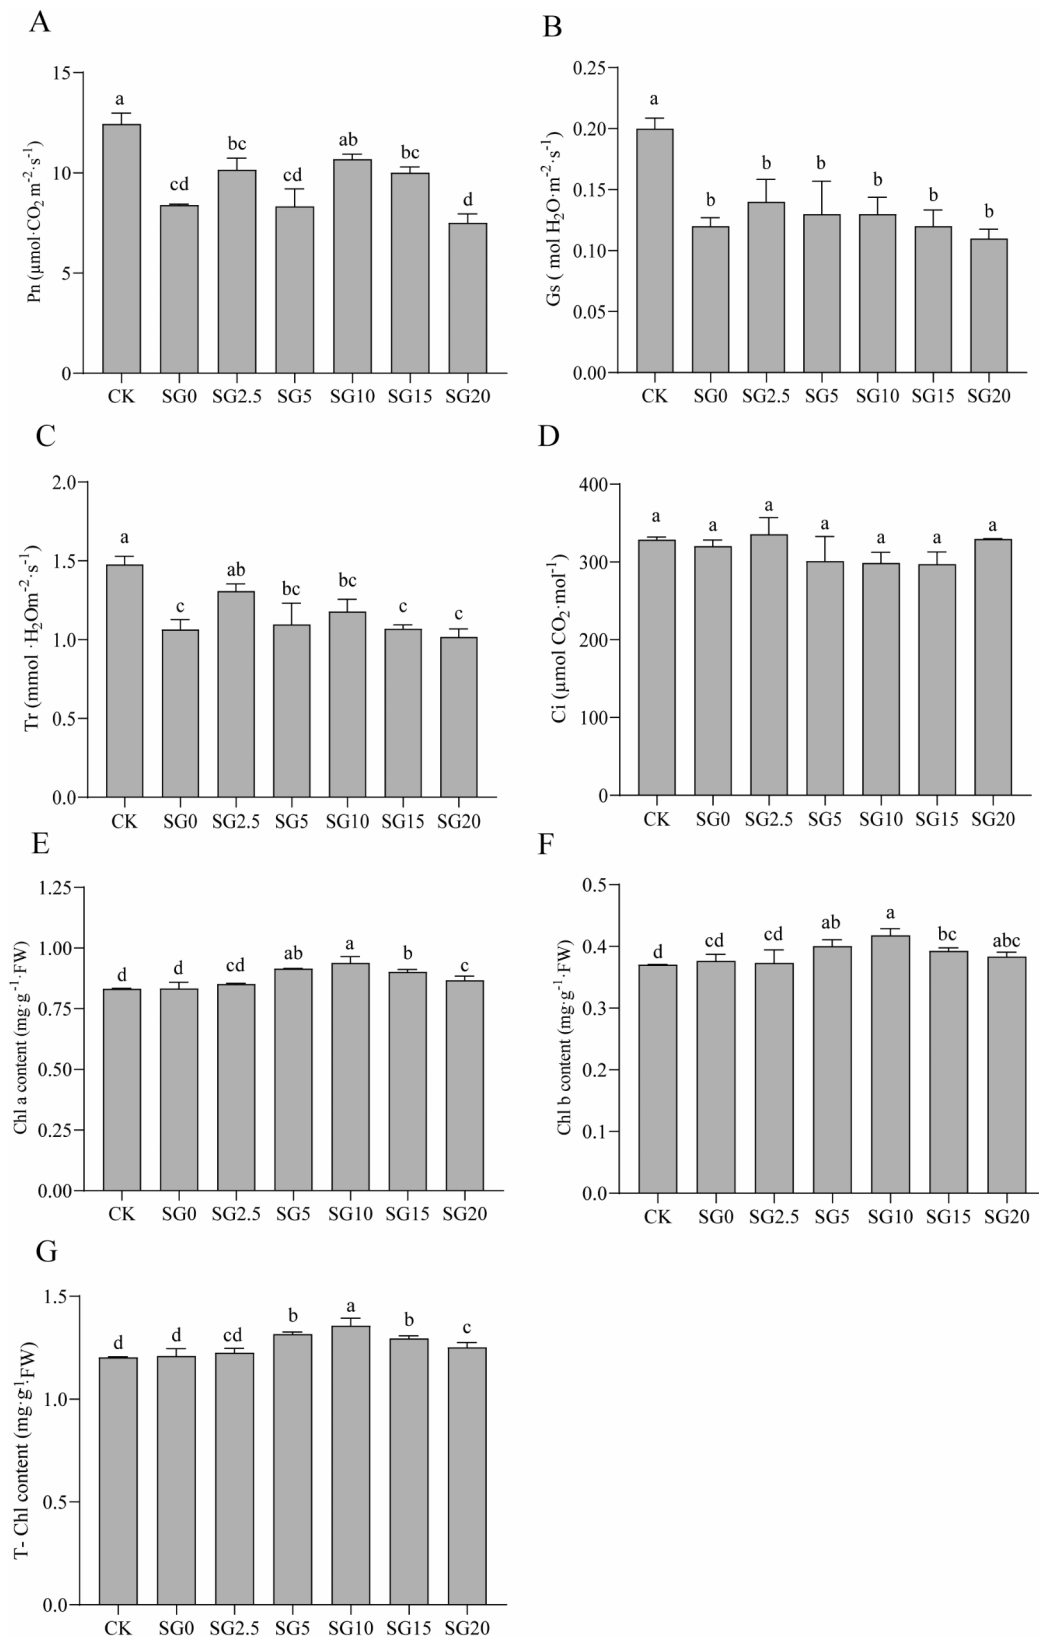 A
Pn (μmol·CO₂ m⁻²·s⁻¹)
15
10
5
0
a
cd
bc
cd
ab
bc
d
CK SG0 SG2.5 SG5 SG10 SG15 SG20
B
Gs ( mol H₂O·m⁻²·s⁻¹)
0.25
0.20
0.15
0.10
0.05
0.00
a
b
b
b
b
b
b
CK SG0 SG2.5 SG5 SG10 SG15 SG20
C
Tr (mmol ·H₂Om⁻²·s⁻¹)
2.0
1.5
1.0
0.5
0.0
a
c
ab
bc
bc
c
c
CK SG0 SG2.5 SG5 SG10 SG15 SG20
D
Ci (μmol CO₂·mol⁻¹)
400
300
200
100
0
a
a
a
a
a
a
a
CK SG0 SG2.5 SG5 SG10 SG15 SG20
E
Chl a content (mg·g⁻¹·FW)
1.25
1.00
0.75
0.50
0.25
0.00
d
d
cd
ab
a
b
c
CK SG0 SG2.5 SG5 SG10 SG15 SG20
F
Chl b content (mg·g⁻¹·FW)
0.5
0.4
0.3
0.2
0.1
0.0
d
cd
cd
ab
a
bc
abc
CK SG0 SG2.5 SG5 SG10 SG15 SG20
G
T- Chl content (mg·g¹·FW)
1.5
1.0
0.5
0.0
d
d
cd
b
a
b
c
CK SG0 SG2.5 SG5 SG10 SG15 SG20